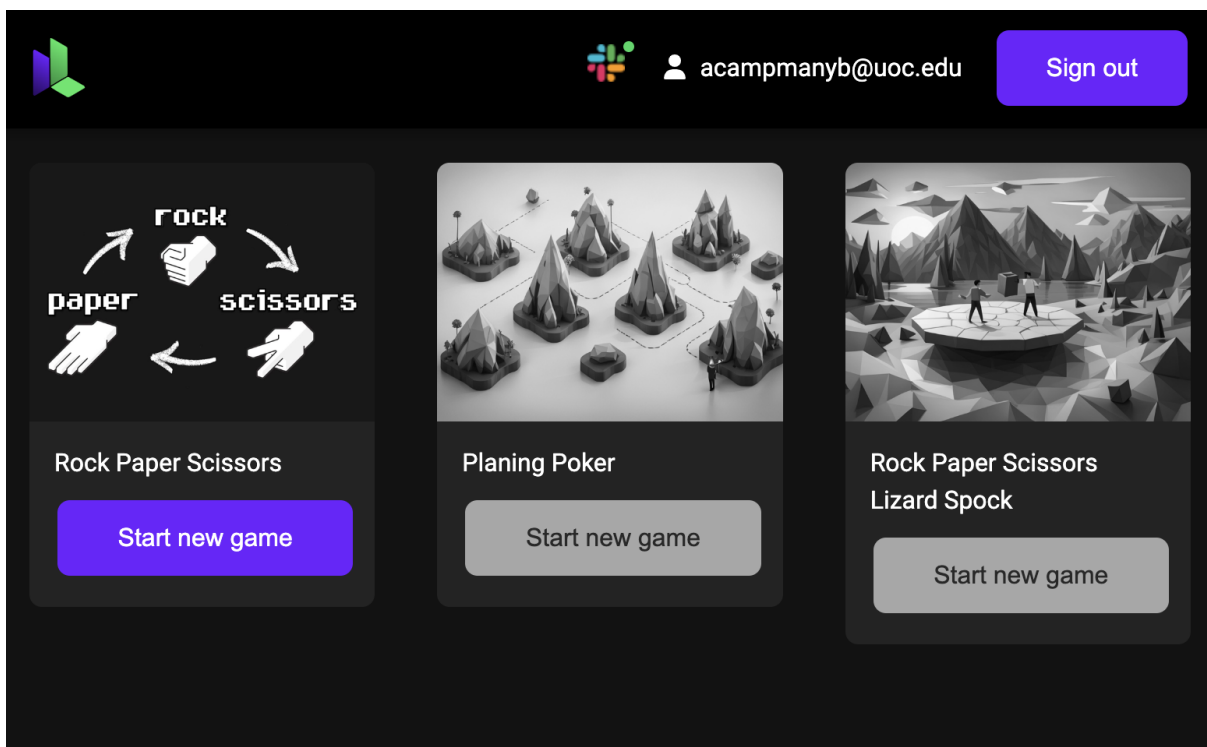 acampmanyb@uoc.edu
Sign out
rock
paper
scissors
Rock Paper Scissors
Start new game
Planing Poker
Start new game
Rock Paper Scissors
Lizard Spock
Start new game